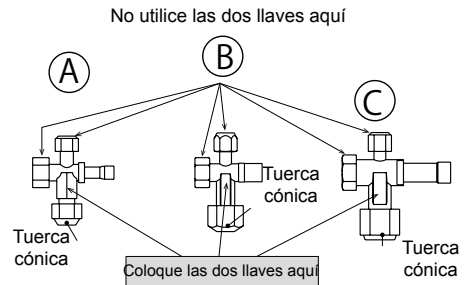 No utilice las dos llaves aquí
A
B
C
Tuerca
cónica
Tuerca
cónica
Tuerca
cónica
Coloque las dos llaves aquí